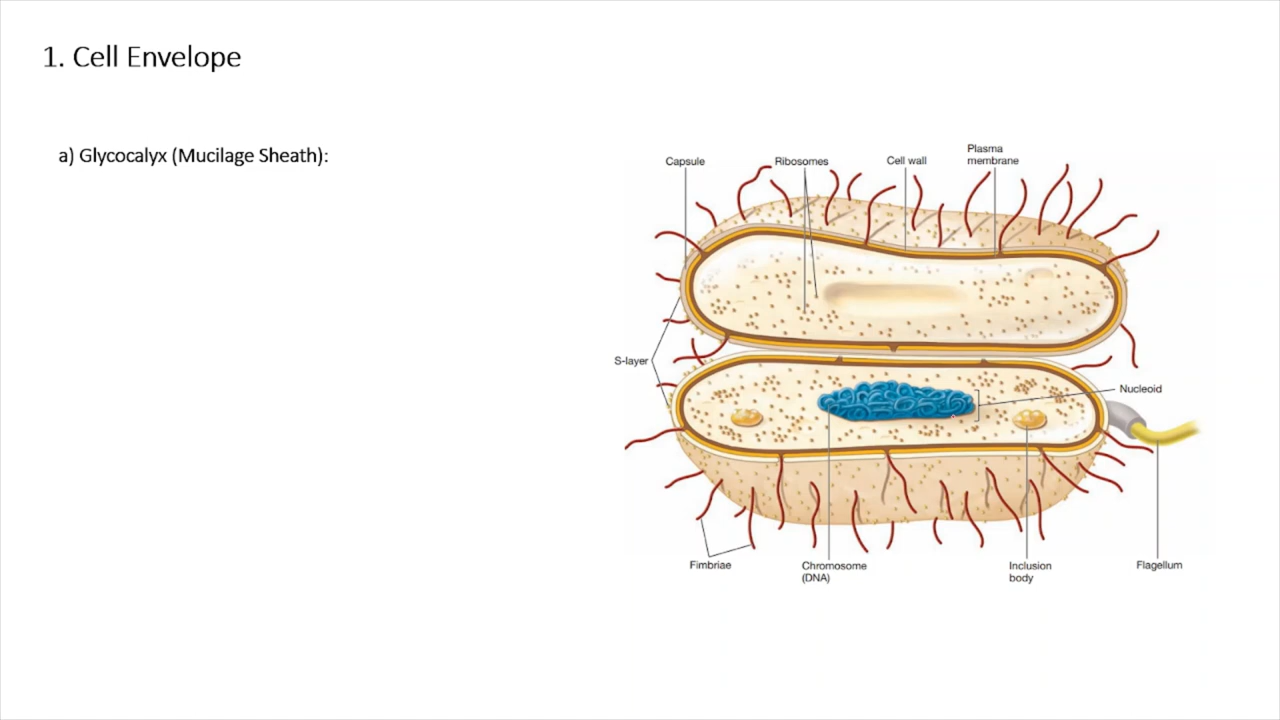 1. Cell Envelope
a) Glycocalyx (Mucilage Sheath):
Capsule
Ribosomes
Cell wall
Plasma
membrane
S-layer
Nucleoid
Fimbriae
Chromosome
(DNA)
Inclusion
body
Flagellum